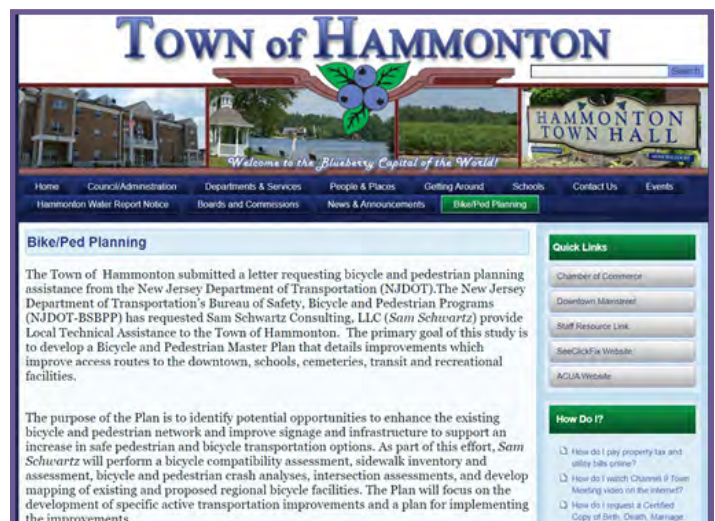 TOWN of HAMMONTON
Search
HAMMONTON
TOWN HALL
Welcome to the Blueberry Capital of the World!
Home Council/Administration Departments & Services People & Places Getting Around Schools Contact Us Events
Hammonton Water Report Notice Boards and Commissions News & Announcements Bike/Ped Planning
Bike/Ped Planning
The Town of Hammonton submitted a letter requesting bicycle and pedestrian planning
assistance from the New Jersey Department of Transportation (NJDOT).The New Jersey
Department of Transportation's Bureau of Safety, Bicycle and Pedestrian Programs
(NJDOT-BSBPP) has requested Sam Schwartz Consulting, LLC (Sam Schwartz) provide
Local Technical Assistance to the Town of Hammonton. The primary goal of this study is
to develop a Bicycle and Pedestrian Master Plan that details improvements which
improve access routes to the downtown, schools, cemeteries, transit and recreational
facilities.
The purpose of the Plan is to identify potential opportunities to enhance the existing
bicycle and pedestrian network and improve signage and infrastructure to support an
increase in safe pedestrian and bicycle transportation options. As part of this effort, Sam
Schwartz will perform a bicycle compatibility assessment, sidewalk inventory and
assessment, bicycle and pedestrian crash analyses, intersection assessments, and develop
mapping of existing and proposed regional bicycle facilities. The Plan will focus on the
development of specific active transportation improvements and a plan for implementing
the improvements.
Quick Links
Chamber of Commerce
Downtown Mainstreet
Staff Resource Link
SeeClickFix Website
ACUA Website
How Do I?
How do I pay property tax and
utility bills online?
How do I watch Channel 9 Town
Meeting video on the internet?
How do I request a Certified
Copy of Birth, Death, Marriage